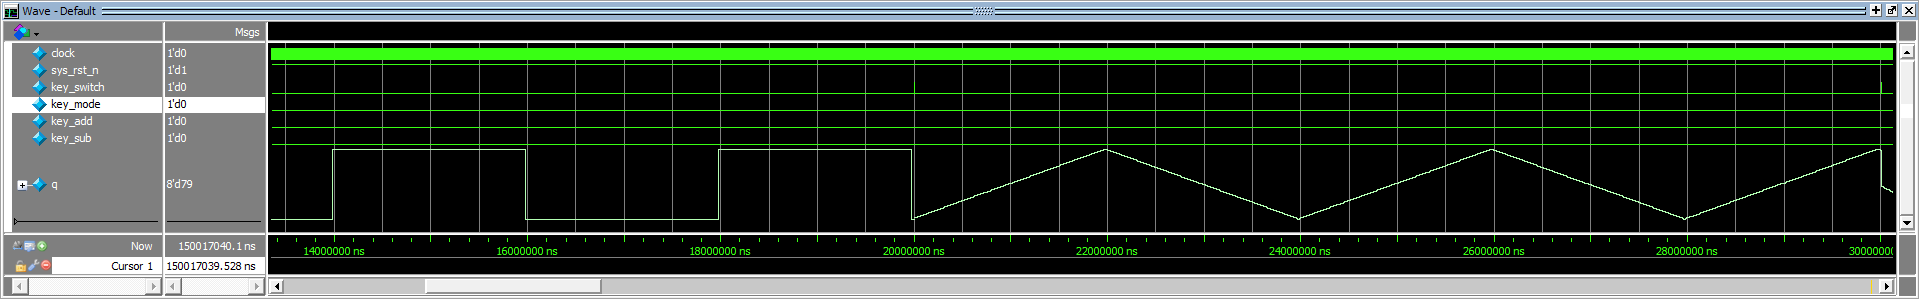 Wave - Default
Msgs
clock 1'd0
sys_rst_n 1'd1
key_switch 1'd0
key_mode 1'd0
key_add 1'd0
key_sub 1'd0
q 8'd79
Now 150017040.1 ns
14000000 ns 16000000 ns 18000000 ns 20000000 ns 22000000 ns 24000000 ns 26000000 ns 28000000 ns 30000000
Cursor 1 150017039.528 ns